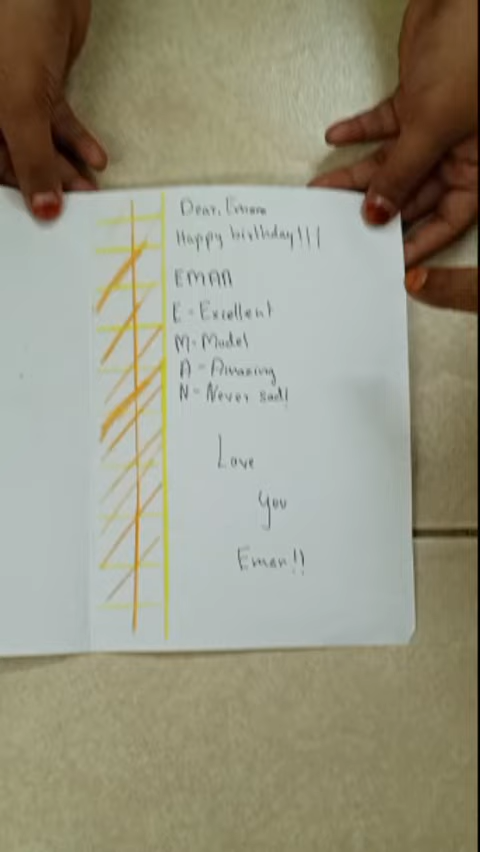 Dear, Eman
Happy birthday!!!
EMAN
E - Excellent
M - Model
A - Amazing
N - Never sad!
Love
you
Eman!!